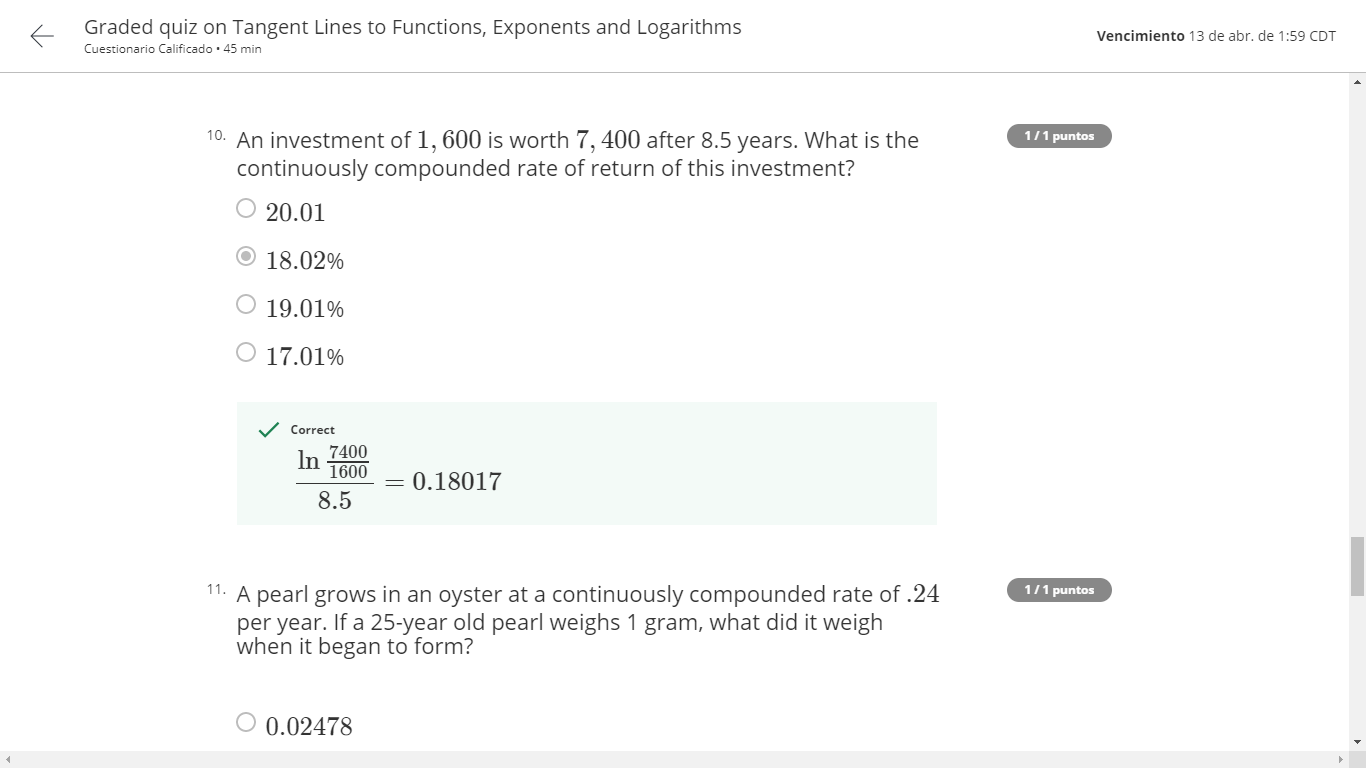 Graded quiz on Tangent Lines to Functions, Exponents and Logarithms
Cuestionario Calificado • 45 min
Vencimiento 13 de abr. de 1:59 CDT
10. An investment of 1,600 is worth 7,400 after 8.5 years. What is the
continuously compounded rate of return of this investment?
1 / 1 puntos
20.01
18.02%
19.01%
17.01%
Correct
ln 7400/1600 / 8.5 = 0.18017
11. A pearl grows in an oyster at a continuously compounded rate of .24
per year. If a 25-year old pearl weighs 1 gram, what did it weigh
when it began to form?
1 / 1 puntos
0.02478